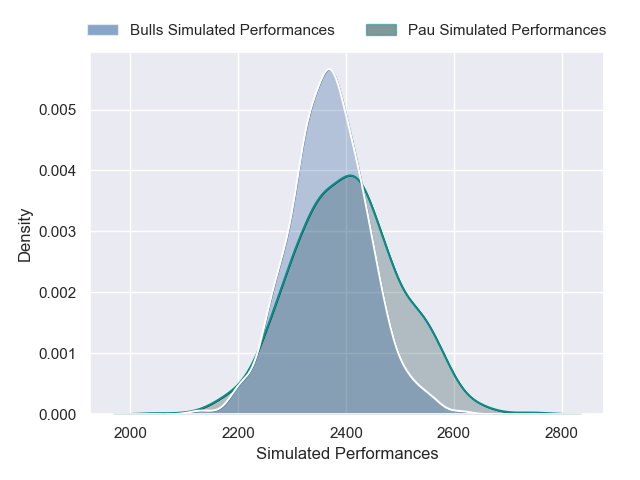 Bulls Simulated Performances Pau Simulated Performances
0.005
0.004
0.003
0.002
0.001
0.000
Density
2000 2200 2400 2600 2800
Simulated Performances